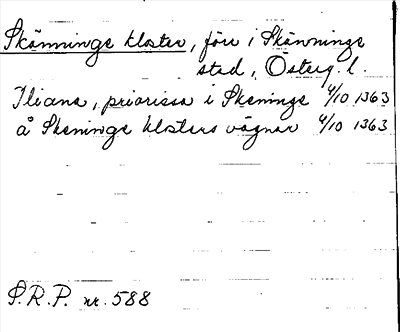 Skänninge kloster, förr i Skänninge
stad, Österg. l.
Iliana, priorissa i Skeninge 4/10 1363
å Skeninge klosters vägnar 4/10 1363
S.R.P. nr. 588